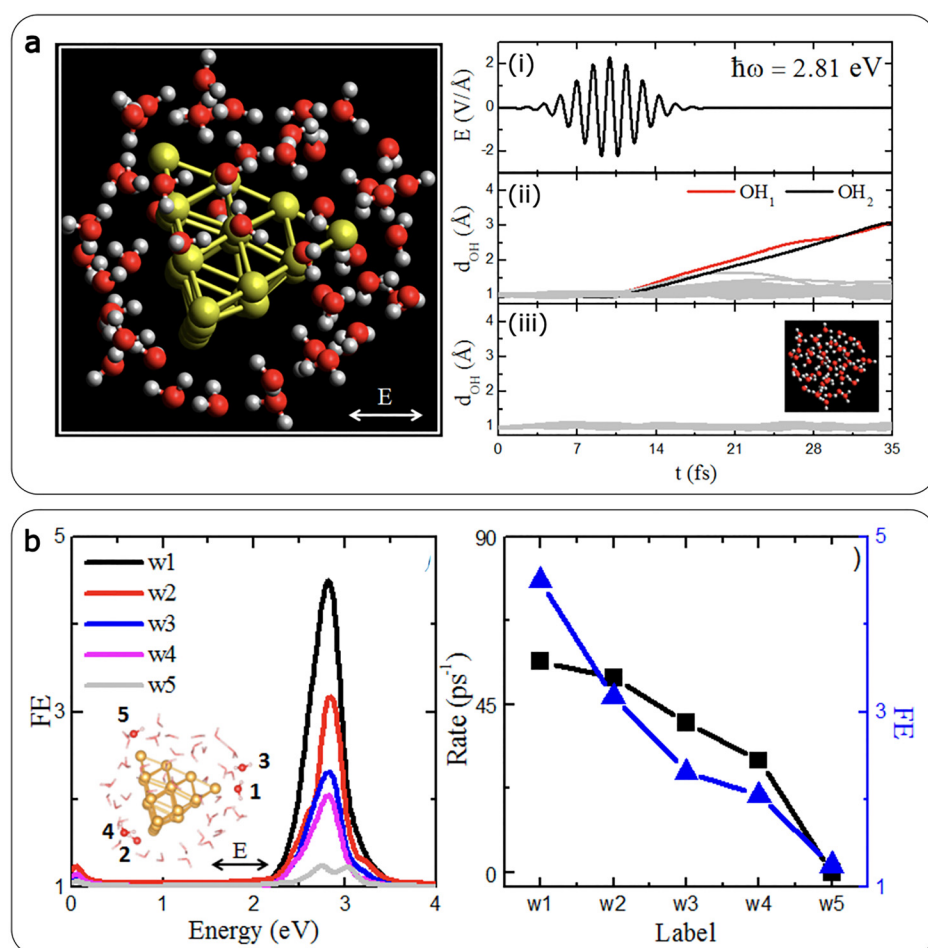 a
E
(i)
ħω = 2.81 eV
E (V/Å)
2
0
-2
(ii)
OH₁
OH₂
d_OH (Å)
4
3
2
1
(iii)
d_OH (Å)
4
3
2
1
0 7 14 21 28 35
t (fs)
b
5
3
1
FE
w1
w2
w3
w4
w5
5
3
1
4
2
E
0 1 2 3 4
Energy (eV)
)
90
45
0
Rate (ps⁻¹)
5
3
1
FE
w1 w2 w3 w4 w5
Label